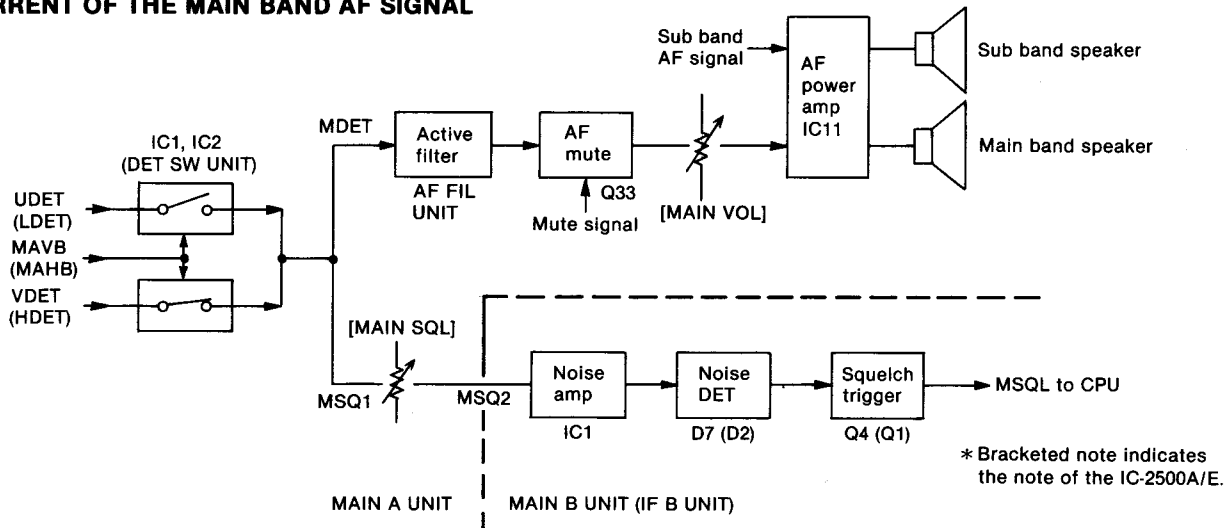 RRENT OF THE MAIN BAND AF SIGNAL
Sub band
AF signal
AF
power
amp
IC11
Sub band speaker
Main band speaker
IC1, IC2
(DET SW UNIT)
MDET
Active
filter
AF FIL
UNIT
AF
mute
Q33
Mute signal
[MAIN VOL]
UDET
(LDET)
MAVB
(MAHB)
VDET
(HDET)
[MAIN SQL]
MSQ1
MSQ2
Noise
amp
IC1
Noise
DET
D7 (D2)
Squelch
trigger
Q4 (Q1)
MSQL to CPU
* Bracketed note indicates
the note of the IC-2500A/E.
MAIN A UNIT
MAIN B UNIT (IF B UNIT)